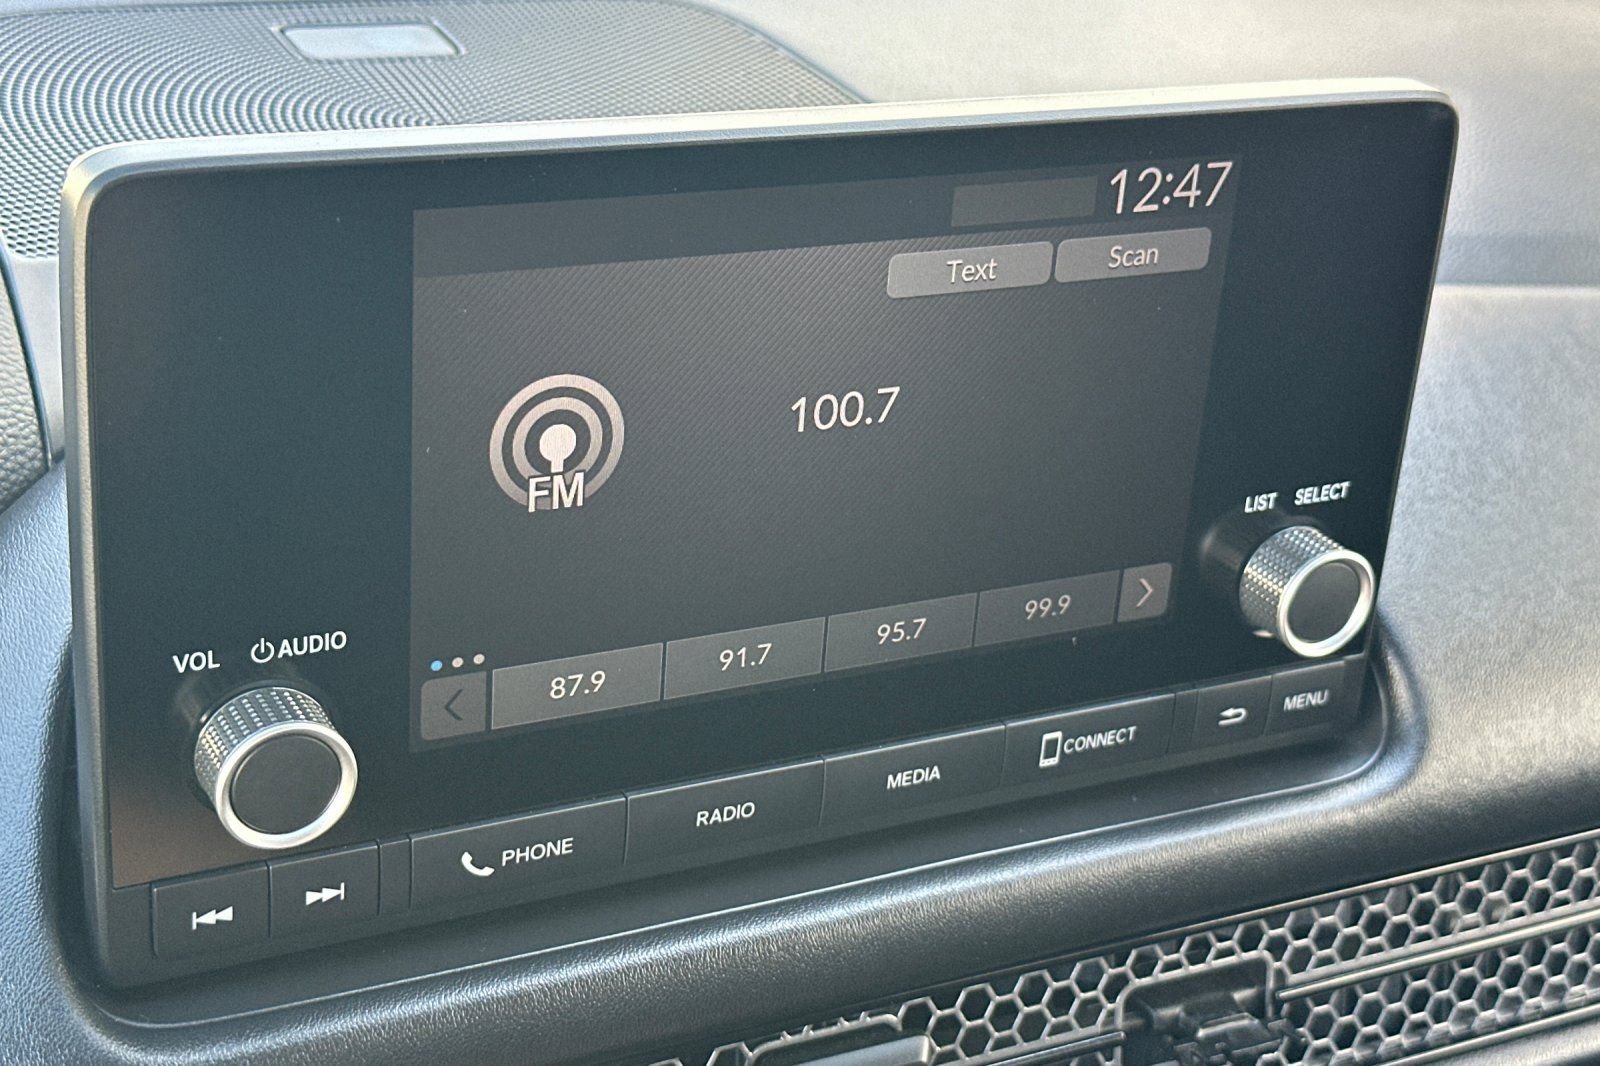 12:47
Text Scan
100.7
FM
LIST SELECT
87.9 91.7 95.7 99.9
VOL AUDIO
PHONE RADIO MEDIA CONNECT MENU